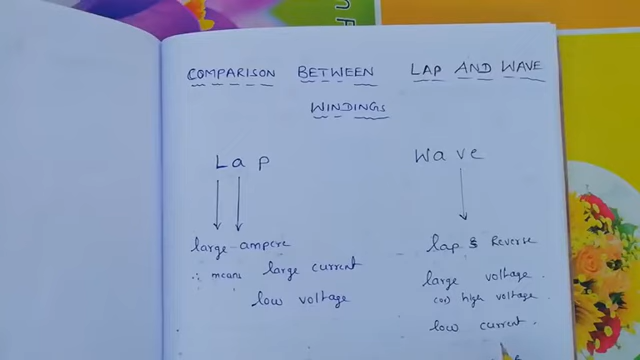 COMPARISON BETWEEN LAP AND WAVE
WINDINGS
Lap
Wave
large ampere
∴ means large current
low voltage
lap & Reverse
large voltage.
(or) high voltage.
low current.